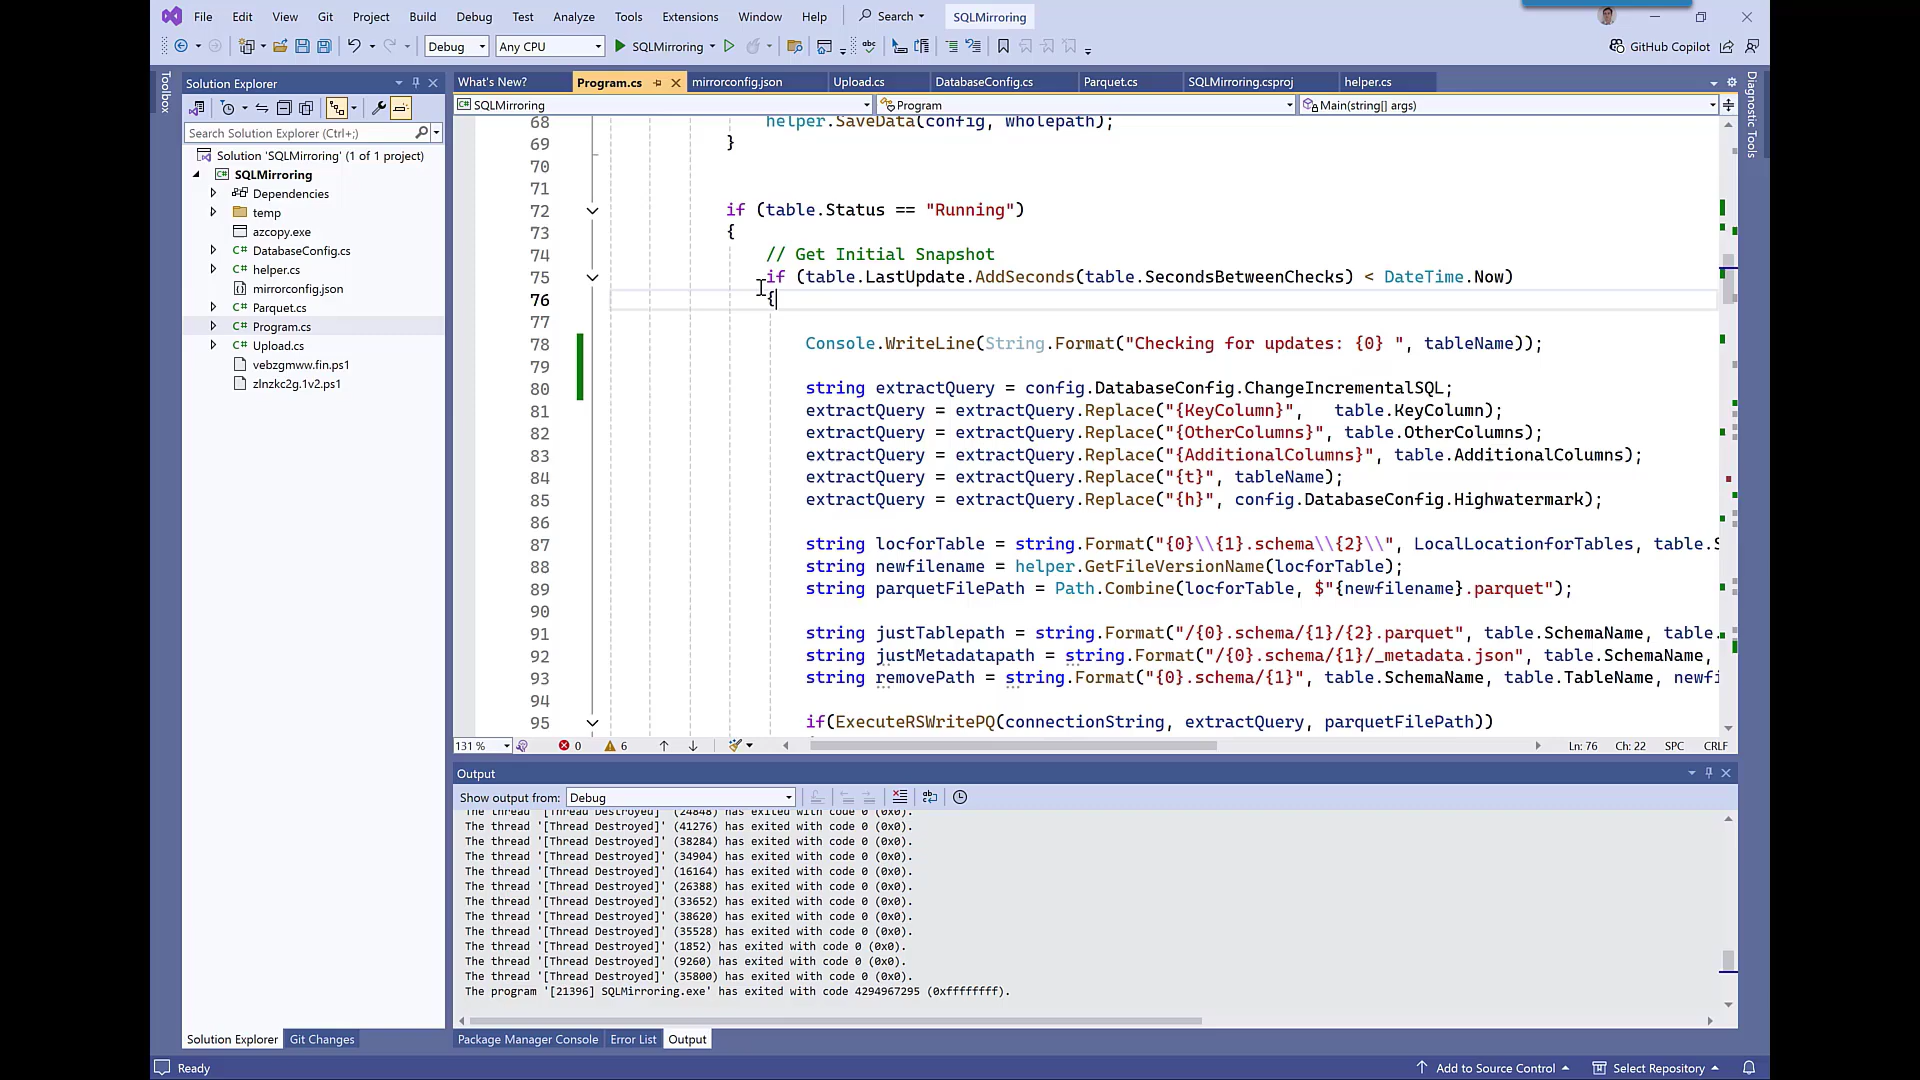 File Edit View Git Project Build Debug Test Analyze Tools Extensions Window Help Search SQLMirroring
Debug Any CPU SQLMirroring GitHub Copilot
Toolbox
Solution Explorer
Search Solution Explorer (Ctrl+;)
Solution 'SQLMirroring' (1 of 1 project)
SQLMirroring
Dependencies
temp
azcopy.exe
DatabaseConfig.cs
helper.cs
mirrorconfig.json
Parquet.cs
Program.cs
Upload.cs
vebzgmww.fin.ps1
zlnzkc2g.1v2.ps1
Solution Explorer Git Changes
What's New? Program.cs mirrorconfig.json Upload.cs DatabaseConfig.cs Parquet.cs SQLMirroring.csproj helper.cs
SQLMirroring Program Main(string[] args)
68 helper.SaveData(config, wholepath);
69 }
70
71
72 if (table.Status == "Running")
73 {
74 // Get Initial Snapshot
75 if (table.LastUpdate.AddSeconds(table.SecondsBetweenChecks) < DateTime.Now)
76 {
77
78 Console.WriteLine(String.Format("Checking for updates: {0} ", tableName));
79
80 string extractQuery = config.DatabaseConfig.ChangeIncrementalSQL;
81 extractQuery = extractQuery.Replace("{KeyColumn}", table.KeyColumn);
82 extractQuery = extractQuery.Replace("{OtherColumns}", table.OtherColumns);
83 extractQuery = extractQuery.Replace("{AdditionalColumns}", table.AdditionalColumns);
84 extractQuery = extractQuery.Replace("{t}", tableName);
85 extractQuery = extractQuery.Replace("{h}", config.DatabaseConfig.Highwatermark);
86
87 string locforTable = string.Format("{0}\\{1}.schema\\{2}\\", LocalLocationforTables, table.S
88 string newfilename = helper.GetFileVersionName(locforTable);
89 string parquetFilePath = Path.Combine(locforTable, $"{newfilename}.parquet");
90
91 string justTablepath = string.Format("/{0}.schema/{1}/{2}.parquet", table.SchemaName, table.
92 string justMetadatapath = string.Format("/{0}.schema/{1}/_metadata.json", table.SchemaName,
93 string removePath = string.Format("{0}.schema/{1}", table.SchemaName, table.TableName, newfi
94
95 if(ExecuteRSWritePQ(connectionString, extractQuery, parquetFilePath))
131 % 0 6 Ln: 76 Ch: 22 SPC CRLF
Output
Show output from: Debug
The thread '[Thread Destroyed]' (24848) has exited with code 0 (0x0).
The thread '[Thread Destroyed]' (41276) has exited with code 0 (0x0).
The thread '[Thread Destroyed]' (38284) has exited with code 0 (0x0).
The thread '[Thread Destroyed]' (34904) has exited with code 0 (0x0).
The thread '[Thread Destroyed]' (16164) has exited with code 0 (0x0).
The thread '[Thread Destroyed]' (26388) has exited with code 0 (0x0).
The thread '[Thread Destroyed]' (33652) has exited with code 0 (0x0).
The thread '[Thread Destroyed]' (38620) has exited with code 0 (0x0).
The thread '[Thread Destroyed]' (35528) has exited with code 0 (0x0).
The thread '[Thread Destroyed]' (1852) has exited with code 0 (0x0).
The thread '[Thread Destroyed]' (9260) has exited with code 0 (0x0).
The thread '[Thread Destroyed]' (35800) has exited with code 0 (0x0).
The program '[21396] SQLMirroring.exe' has exited with code 4294967295 (0xffffffff).
Package Manager Console Error List Output
Diagnostic Tools
Ready Add to Source Control Select Repository